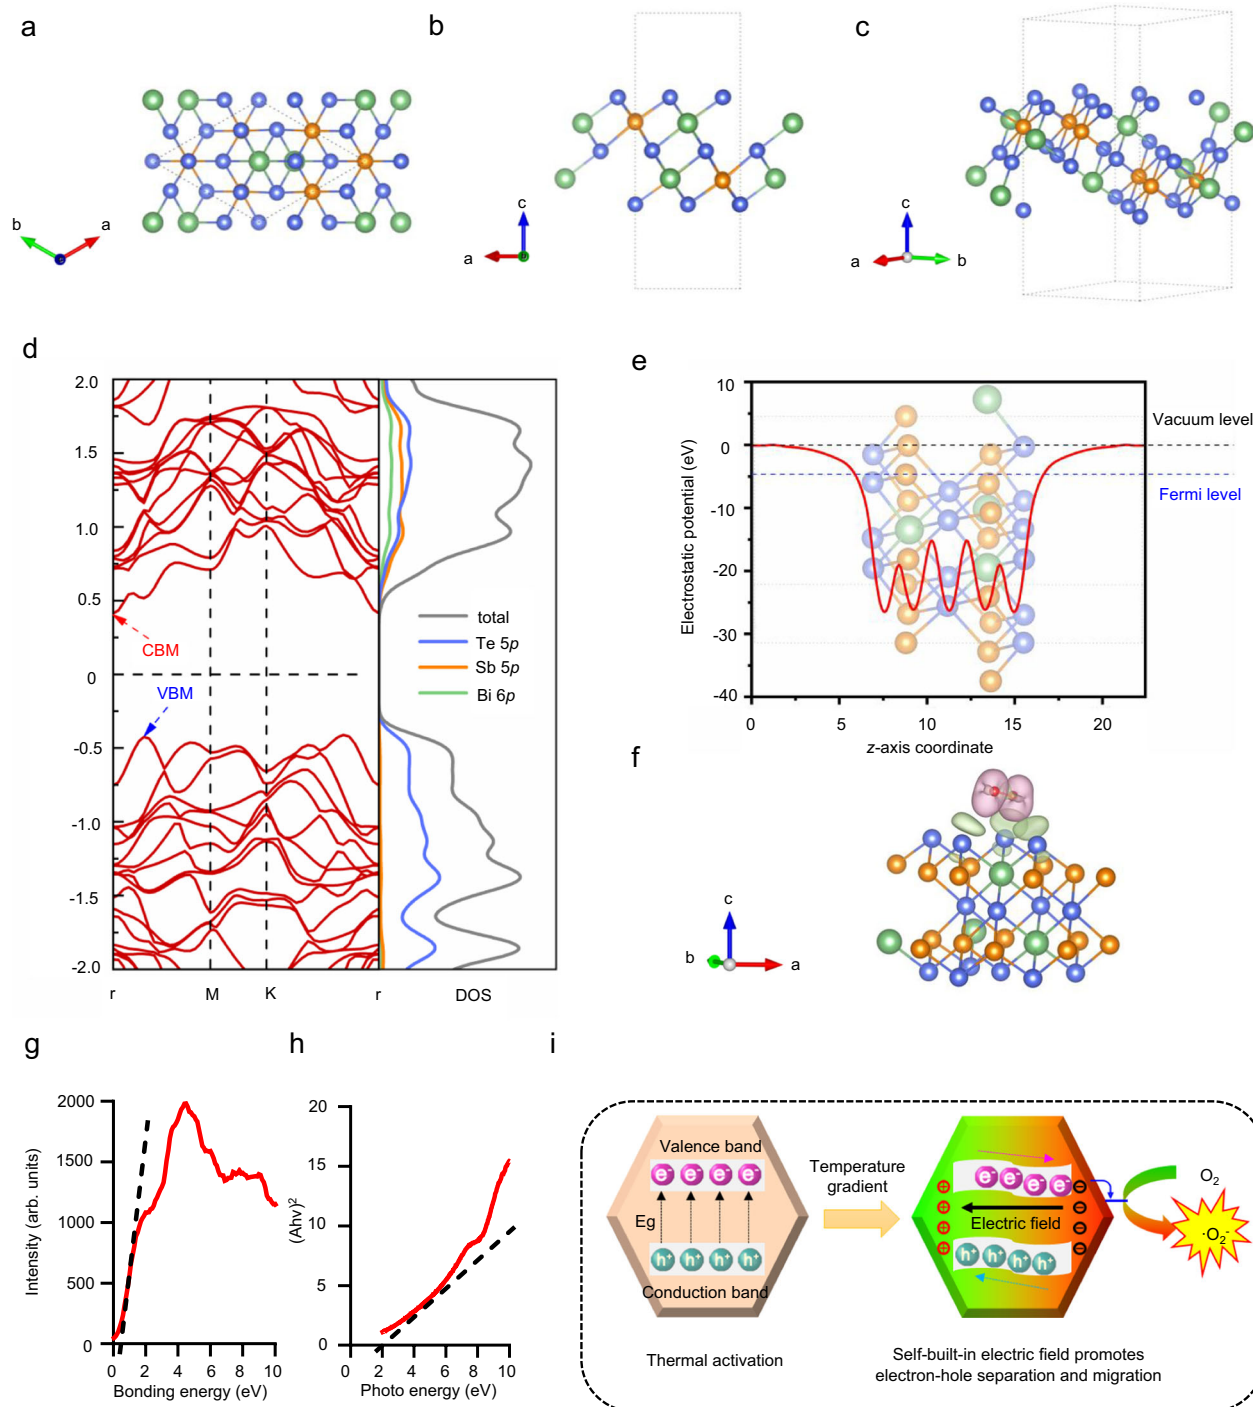 a
b
c
b
a
c
a
c
a
b
d
2.0
1.5
1.0
0.5
0
-0.5
-1.0
-1.5
-2.0
CBM
VBM
total
Te 5p
Sb 5p
Bi 6p
r
M
K
r
DOS
e
10
0
-10
-20
-30
-40
Electrostatic potential (eV)
Vacuum level
Fermi level
0
5
10
15
20
z-axis coordinate
f
c
b
a
g
2000
1500
1000
500
0
Intensity (arb. units)
0 2 4 6 8 10
Bonding energy (eV)
h
20
15
10
5
0
(Ahv)²
0 2 4 6 8 10
Photo energy (eV)
i
Valence band
e⁻ e⁻ e⁻ e⁻
Eg
h⁺ h⁺ h⁺ h⁺
Conduction band
Thermal activation
Temperature
gradient
e⁻ e⁻ e⁻ e⁻
Electric field
h⁺ h⁺ h⁺ h⁺
O₂
·O₂⁻
Self-built-in electric field promotes
electron-hole separation and migration